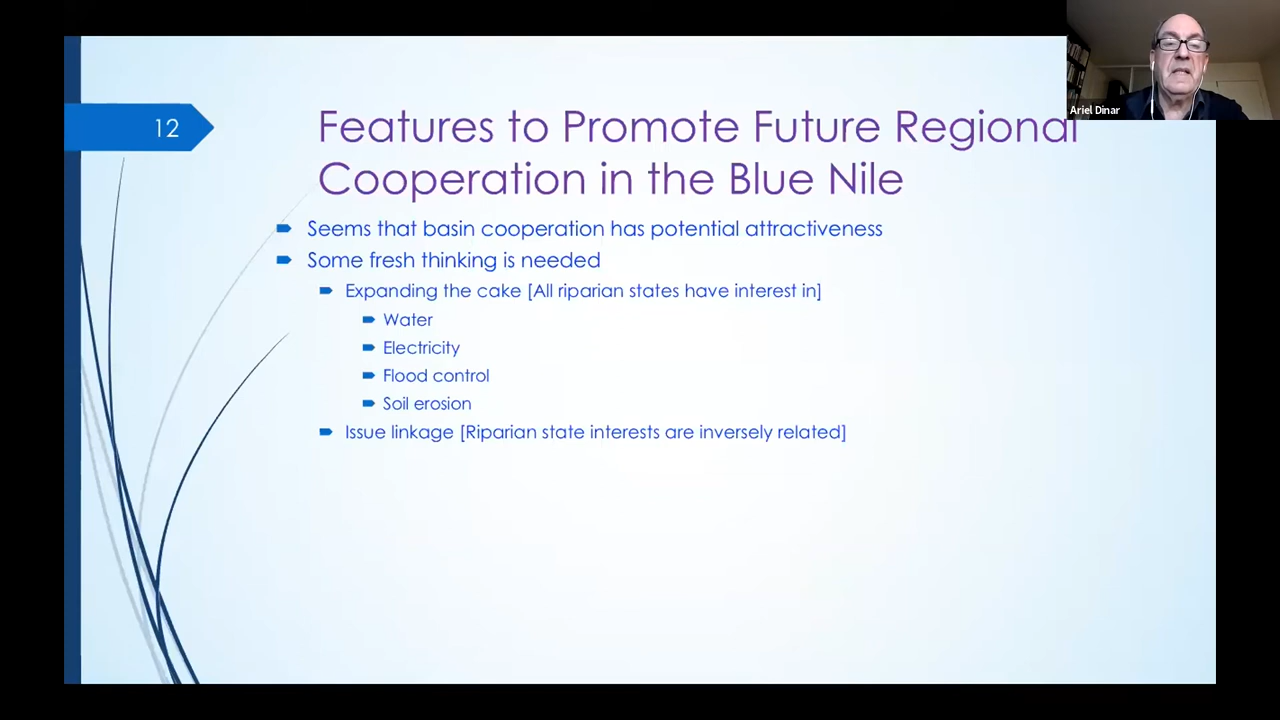 12
Features to Promote Future Regional
Cooperation in the Blue Nile
Seems that basin cooperation has potential attractiveness
Some fresh thinking is needed
Expanding the cake [All riparian states have interest in]
Water
Electricity
Flood control
Soil erosion
Issue linkage [Riparian state interests are inversely related]
Ariel Dinar